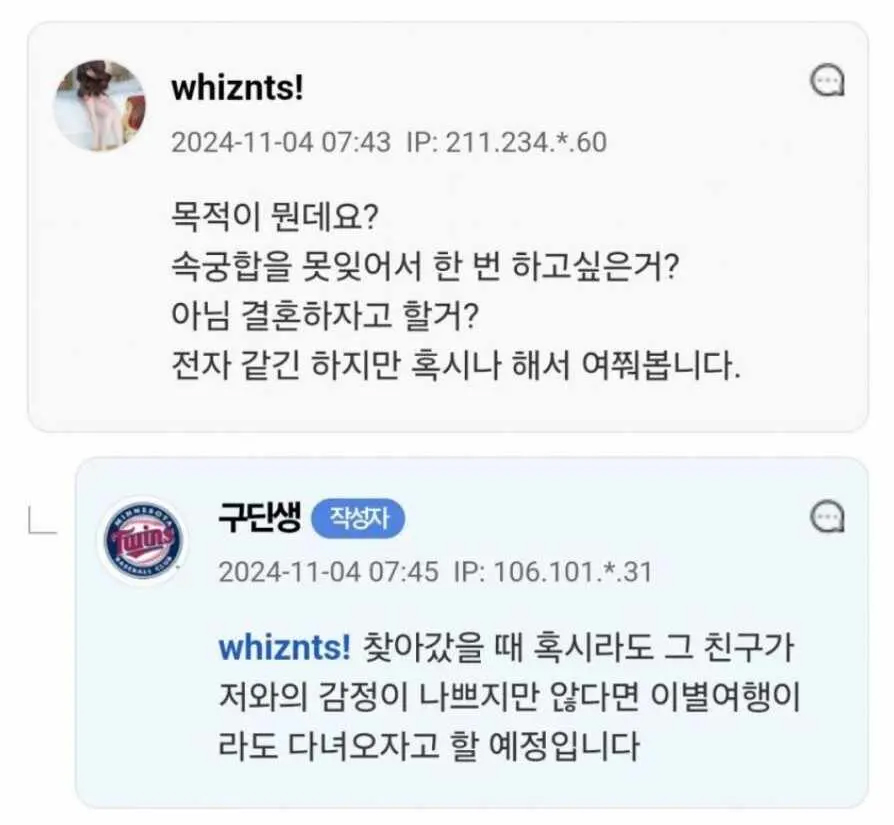 whiznts!
2024-11-04 07:43 IP: 211.234.*.60
목적이 뭔데요?
속궁합을 못잊어서 한 번 하고싶은거?
아님 결혼하자고 할거?
전자 같긴 하지만 혹시나 해서 여쭤봅니다.
구딘생 작성자
2024-11-04 07:45 IP: 106.101.*.31
MINNESOTA
Twins
BASEBALL CLUB
whiznts! 찾아갔을 때 혹시라도 그 친구가
저와의 감정이 나쁘지만 않다면 이별여행이
라도 다녀오자고 할 예정입니다